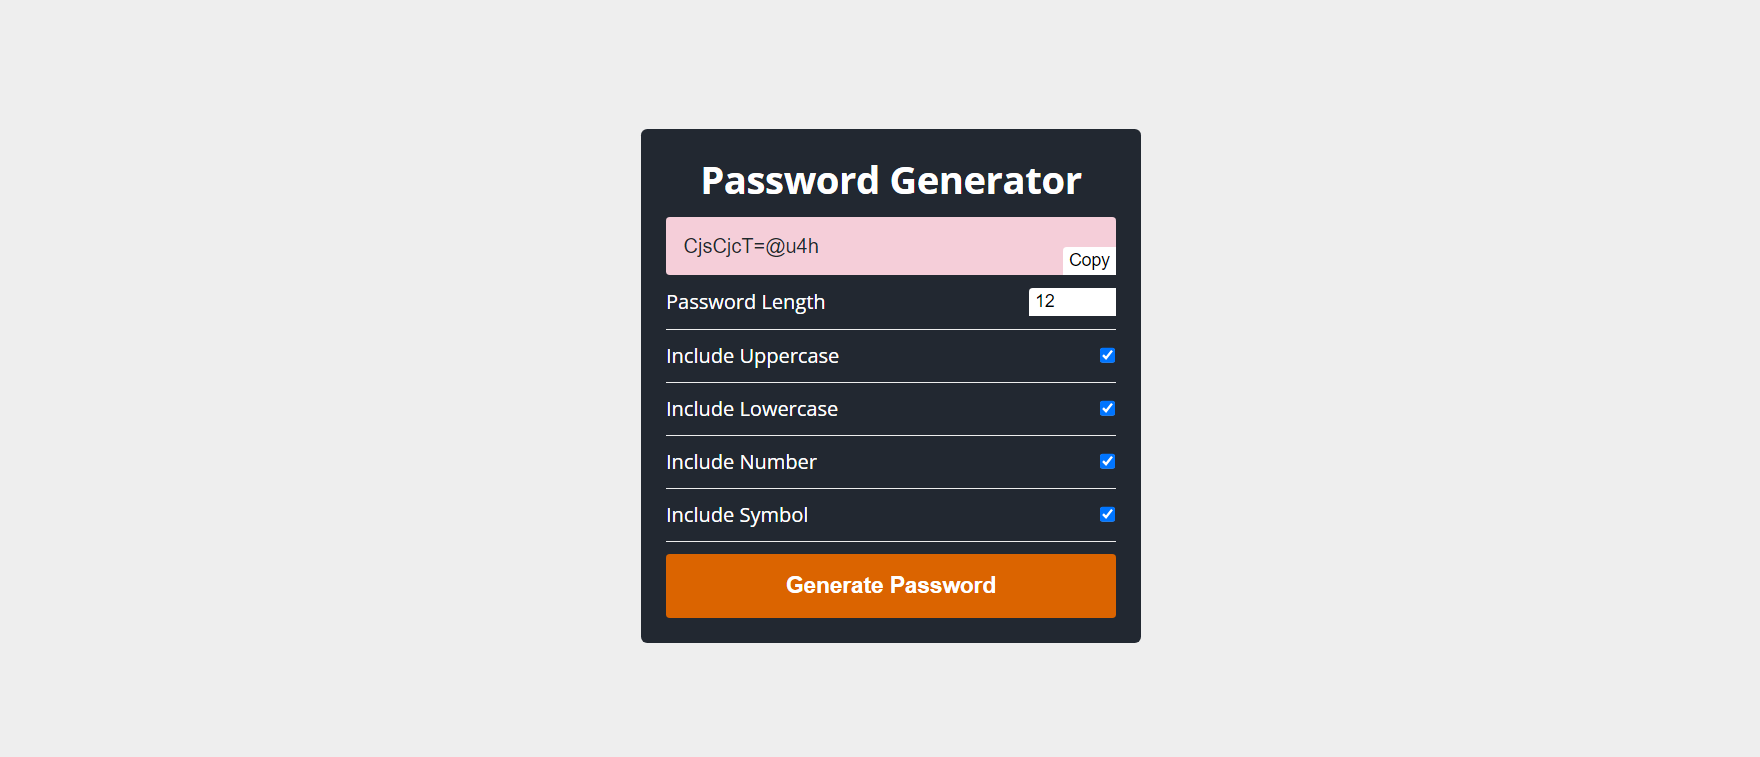 Password Generator
CjsCjcT=@u4h
Copy
Password Length
12
Include Uppercase
Include Lowercase
Include Number
Include Symbol
Generate Password